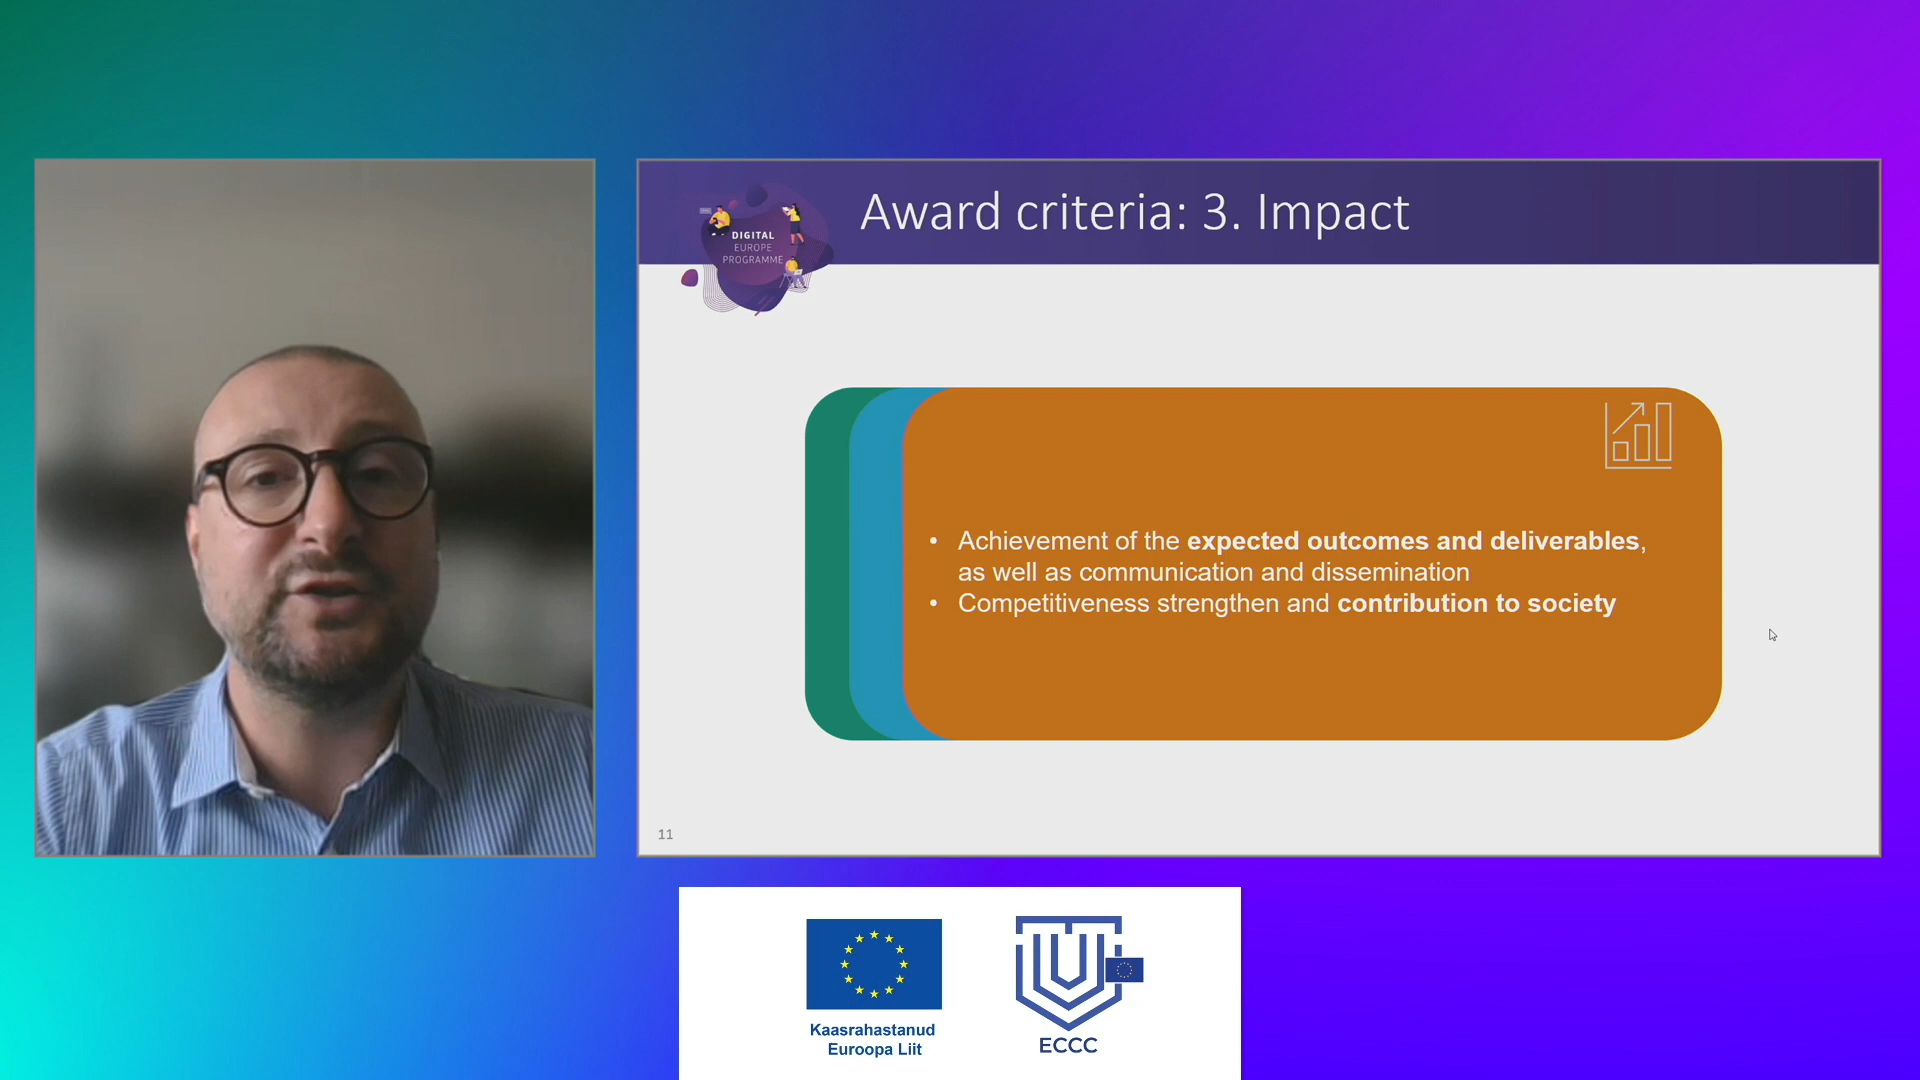 Award criteria: 3. Impact
DIGITAL
EUROPE
PROGRAMME
• Achievement of the expected outcomes and deliverables,
as well as communication and dissemination
• Competitiveness strengthen and contribution to society
11
Kaasrahastanud
Euroopa Liit
ECCC